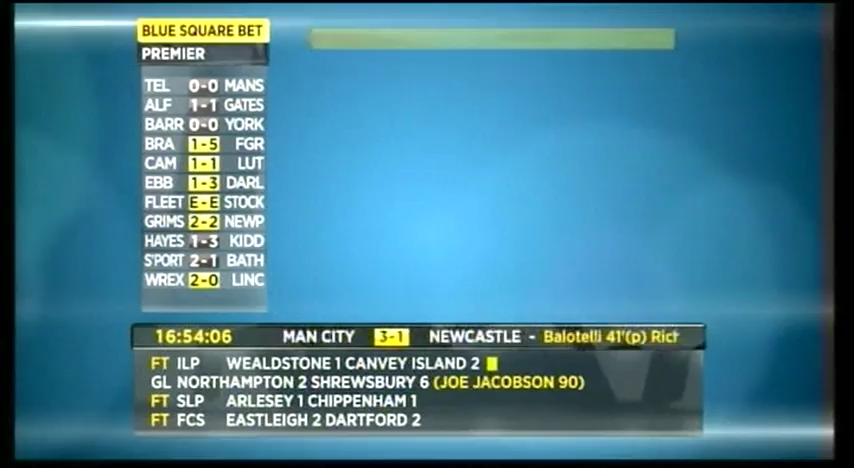 BLUE SQUARE BET
PREMIER
TEL 0-0 MANS
ALF 1-1 GATES
BARR 0-0 YORK
BRA 1-5 FGR
CAM 1-1 LUT
EBB 1-3 DARL
FLEET E-E STOCK
GRIMS 2-2 NEWP
HAYES 1-3 KIDD
S'PORT 2-1 BATH
WREX 2-0 LINC
16:54:06 MAN CITY 3-1 NEWCASTLE - Balotelli 41'(p) Rich
FT ILP WEALDSTONE 1 CANVEY ISLAND 2
GL NORTHAMPTON 2 SHREWSBURY 6 (JOE JACOBSON 90)
FT SLP ARLESEY 1 CHIPPENHAM 1
FT FCS EASTLEIGH 2 DARTFORD 2